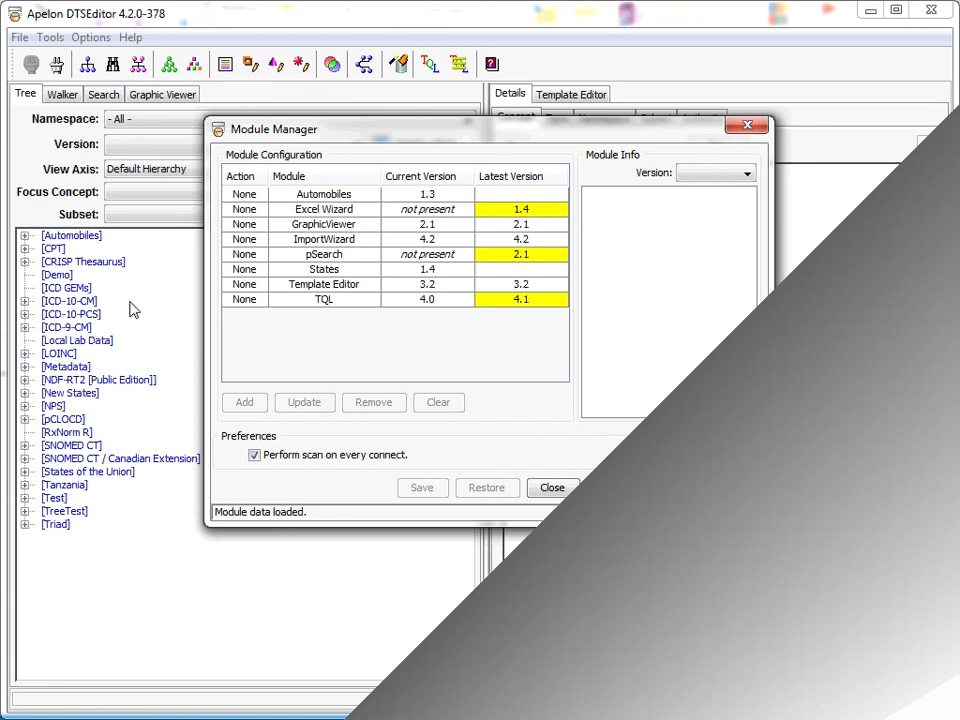 Apelon DTSEditor 4.2.0-378
File Tools Options Help
Tree Walker Search Graphic Viewer
Details Template Editor
Namespace: - All -
Version:
View Axis: Default Hierarchy
Focus Concept:
Subset:
[Automobiles]
[CPT]
[CRISP Thesaurus]
[Demo]
[ICD GEMs]
[ICD-10-CM]
[ICD-10-PCS]
[ICD-9-CM]
[Local Lab Data]
[LOINC]
[Metadata]
[NDF-RT2 [Public Edition]]
[New States]
[NPS]
[pCLOCD]
[RxNorm R]
[SNOMED CT]
[SNOMED CT / Canadian Extension]
[States of the Union]
[Tanzania]
[Test]
[TreeTest]
[Triad]
Module Manager
Module Configuration
Action Module Current Version Latest Version
None Automobiles 1.3
None Excel Wizard not present 1.4
None GraphicViewer 2.1 2.1
None ImportWizard 4.2 4.2
None pSearch not present 2.1
None States 1.4
None Template Editor 3.2 3.2
None TQL 4.0 4.1
Add Update Remove Clear
Module Info
Version:
Preferences
Perform scan on every connect.
Save Restore Close
Module data loaded.